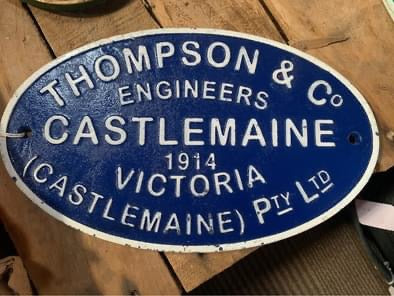 THOMPSON & Co
ENGINEERS
CASTLEMAINE
1914
VICTORIA
(CASTLEMAINE) PTY LTD